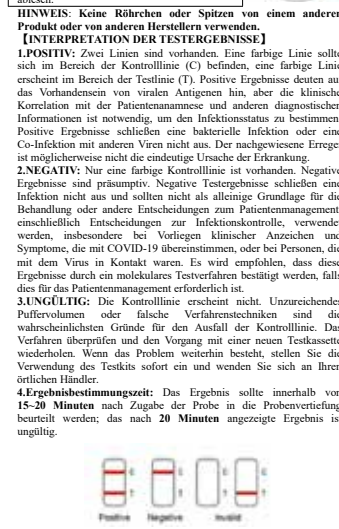 ablesen.
HINWEIS: Keine Röhrchen oder Spitzen von einem anderen
Produkt oder von anderen Herstellern verwenden.
【INTERPRETATION DER TESTERGEBNISSE】
1.POSITIV: Zwei Linien sind vorhanden. Eine farbige Linie sollte
sich im Bereich der Kontrolllinie (C) befinden, eine farbige Linie
erscheint im Bereich der Testlinie (T). Positive Ergebnisse deuten auf
das Vorhandensein von viralen Antigenen hin, aber die klinische
Korrelation mit der Patientenanamnese und anderen diagnostischen
Informationen ist notwendig, um den Infektionsstatus zu bestimmen.
Positive Ergebnisse schließen eine bakterielle Infektion oder eine
Co-Infektion mit anderen Viren nicht aus. Der nachgewiesene Erreger
ist möglicherweise nicht die eindeutige Ursache der Erkrankung.
2.NEGATIV: Nur eine farbige Kontrolllinie ist vorhanden. Negative
Ergebnisse sind präsumptiv. Negative Testergebnisse schließen eine
Infektion nicht aus und sollten nicht als alleinige Grundlage für die
Behandlung oder andere Entscheidungen zum Patientenmanagement,
einschließlich Entscheidungen zur Infektionskontrolle, verwendet
werden, insbesondere bei Vorliegen klinischer Anzeichen und
Symptome, die mit COVID-19 übereinstimmen, oder bei Personen, die
mit dem Virus in Kontakt waren. Es wird empfohlen, dass diese
Ergebnisse durch ein molekulares Testverfahren bestätigt werden, falls
dies für das Patientenmanagement erforderlich ist.
3.UNGÜLTIG: Die Kontrolllinie erscheint nicht. Unzureichendes
Puffervolumen oder falsche Verfahrenstechniken sind die
wahrscheinlichsten Gründe für den Ausfall der Kontrolllinie. Das
Verfahren überprüfen und den Vorgang mit einer neuen Testkassette
wiederholen. Wenn das Problem weiterhin besteht, stellen Sie die
Verwendung des Testkits sofort ein und wenden Sie sich an Ihren
örtlichen Händler.
4.Ergebnisbestimmungszeit: Das Ergebnis sollte innerhalb von
15~20 Minuten nach Zugabe der Probe in die Probenvertiefung
beurteilt werden; das nach 20 Minuten angezeigte Ergebnis ist
ungültig.
C C C
T T T
Positive Negative Invalid